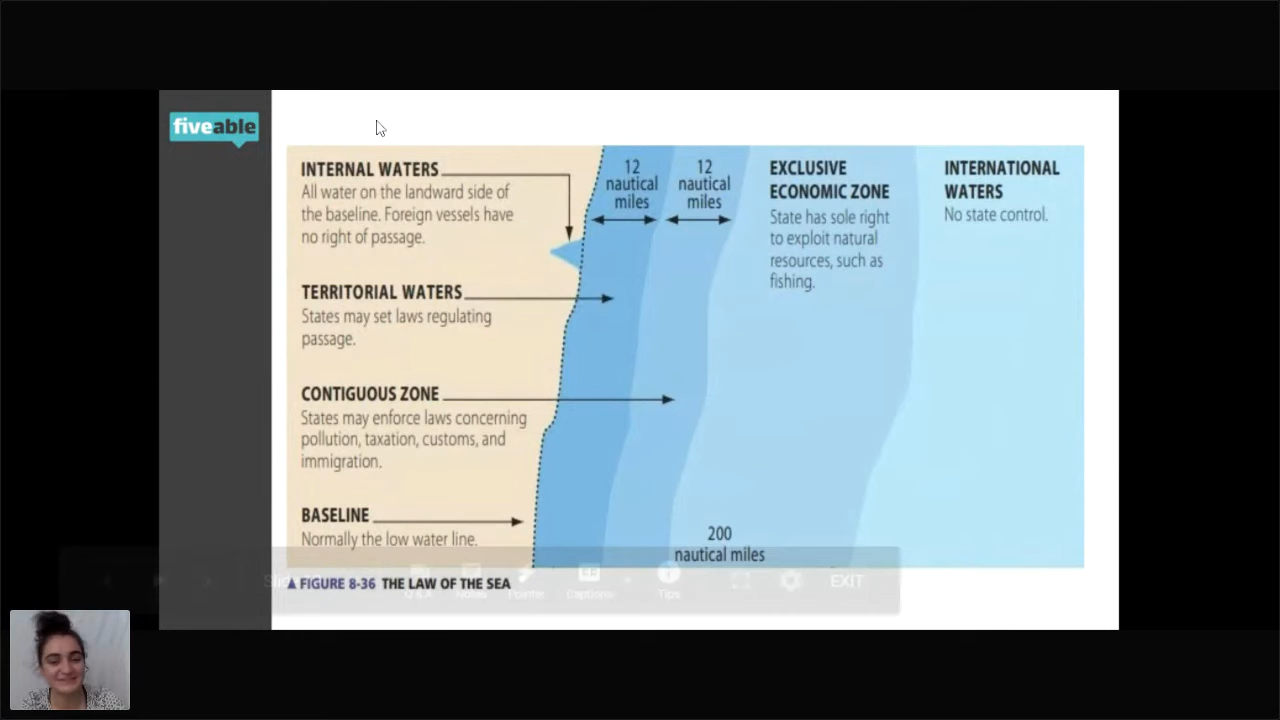 fiveable
INTERNAL WATERS
All water on the landward side of
the baseline. Foreign vessels have
no right of passage.
TERRITORIAL WATERS
States may set laws regulating
passage.
CONTIGUOUS ZONE
States may enforce laws concerning
pollution, taxation, customs, and
immigration.
BASELINE
Normally the low water line.
12
nautical
miles
12
nautical
miles
EXCLUSIVE
ECONOMIC ZONE
State has sole right
to exploit natural
resources, such as
fishing.
INTERNATIONAL
WATERS
No state control.
200
nautical miles
FIGURE 8-36 THE LAW OF THE SEA
Q&A
Notes
Pointer
Captions
Tips
EXIT